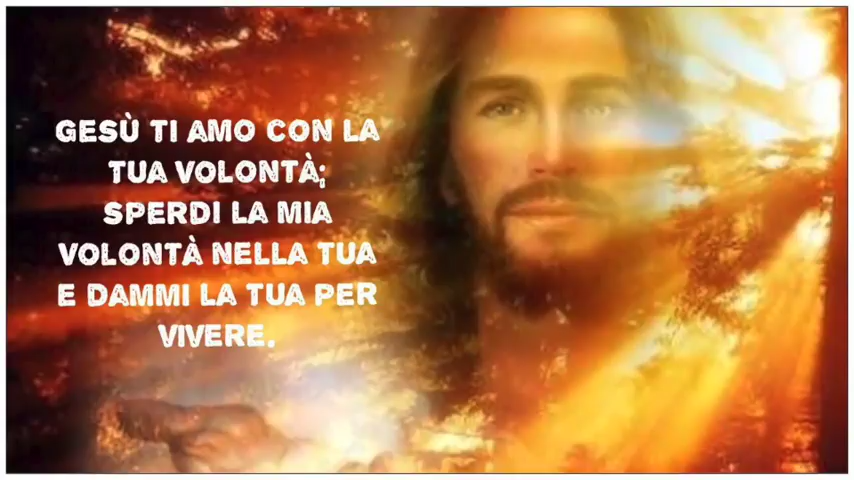 GESÙ TI AMO CON LA
TUA VOLONTÀ;
SPERDI LA MIA
VOLONTÀ NELLA TUA
E DAMMI LA TUA PER
VIVERE.